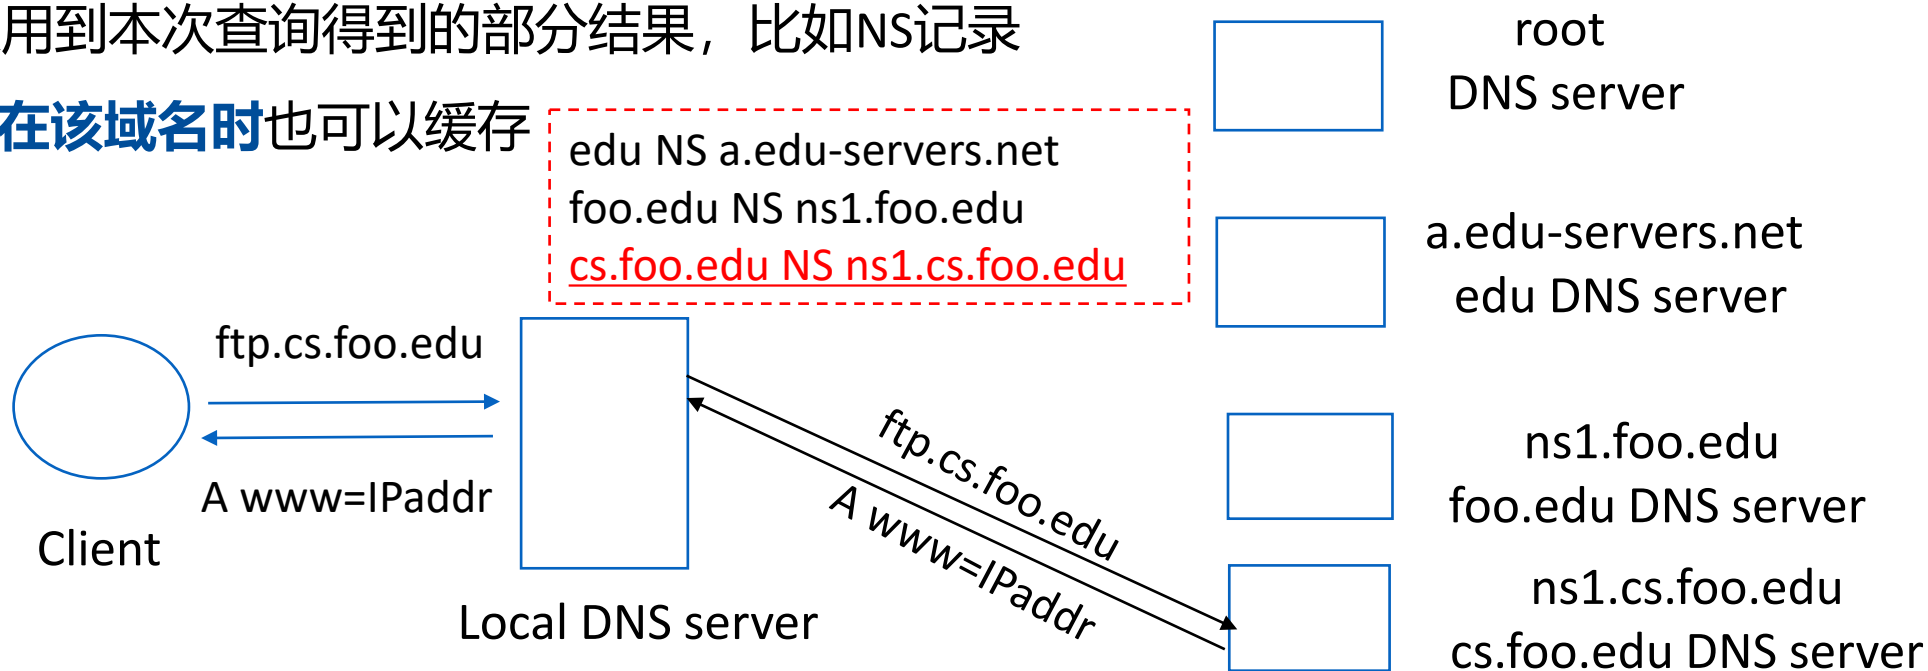 用到本次查询得到的部分结果，比如NS记录
在该域名时也可以缓存
root
DNS server
edu NS a.edu-servers.net
foo.edu NS ns1.foo.edu
cs.foo.edu NS ns1.cs.foo.edu
a.edu-servers.net
edu DNS server
ftp.cs.foo.edu
A www=IPaddr
Client
Local DNS server
ftp.cs.foo.edu
A www=IPaddr
ns1.foo.edu
foo.edu DNS server
ns1.cs.foo.edu
cs.foo.edu DNS server